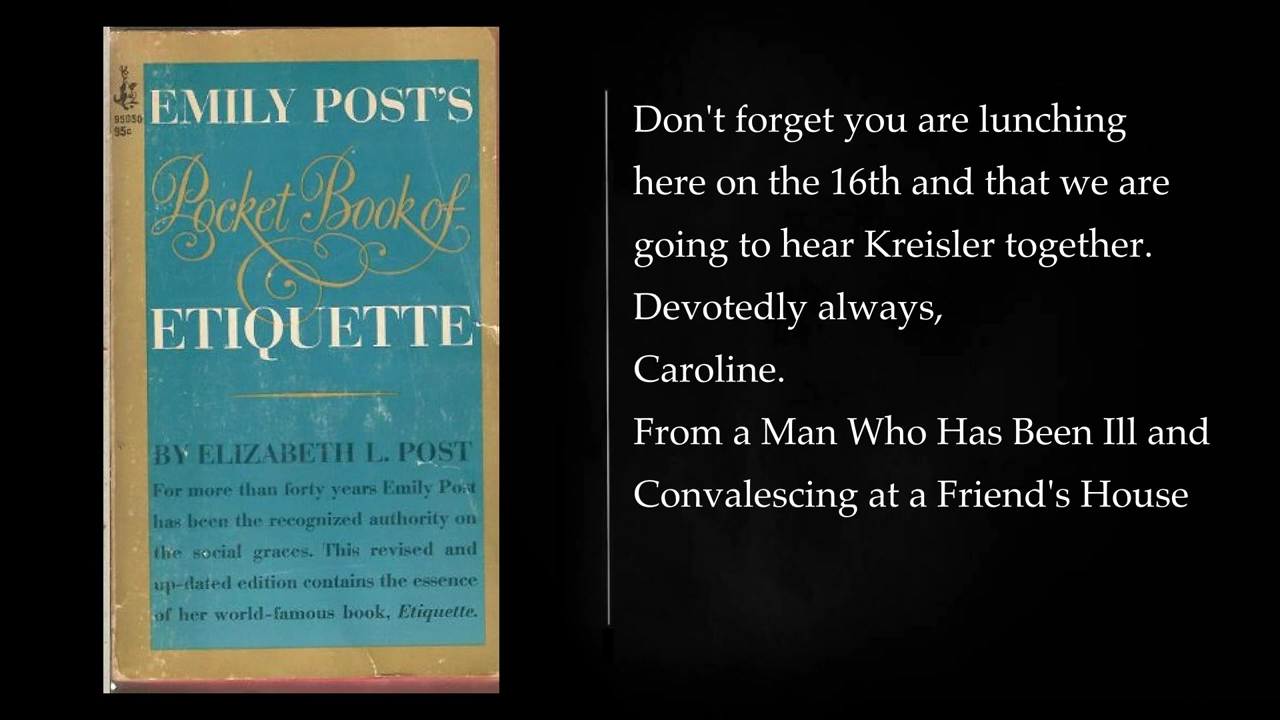 95050
95c
EMILY POST'S
Pocket Book of
ETIQUETTE
BY ELIZABETH L. POST
For more than forty years Emily Post
has been the recognized authority on
the social graces. This revised and
up-dated edition contains the essence
of her world-famous book, Etiquette.
Don't forget you are lunching
here on the 16th and that we are
going to hear Kreisler together.
Devotedly always,
Caroline.
From a Man Who Has Been Ill and
Convalescing at a Friend's House